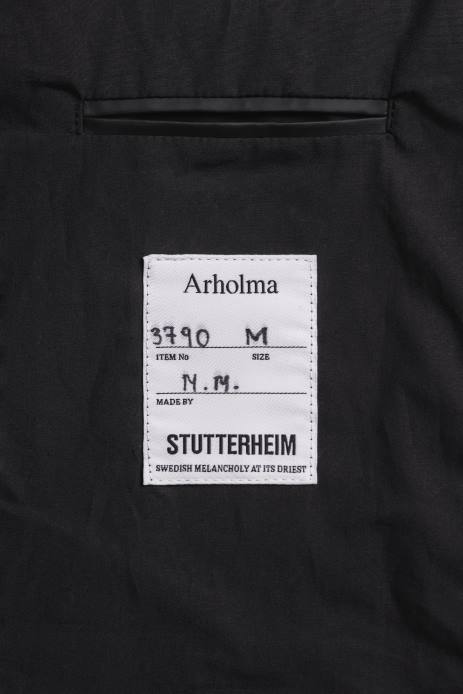 Arholma
3790 M
ITEM No SIZE
M.M.
MADE BY
STUTTERHEIM
SWEDISH MELANCHOLY AT ITS DRIEST